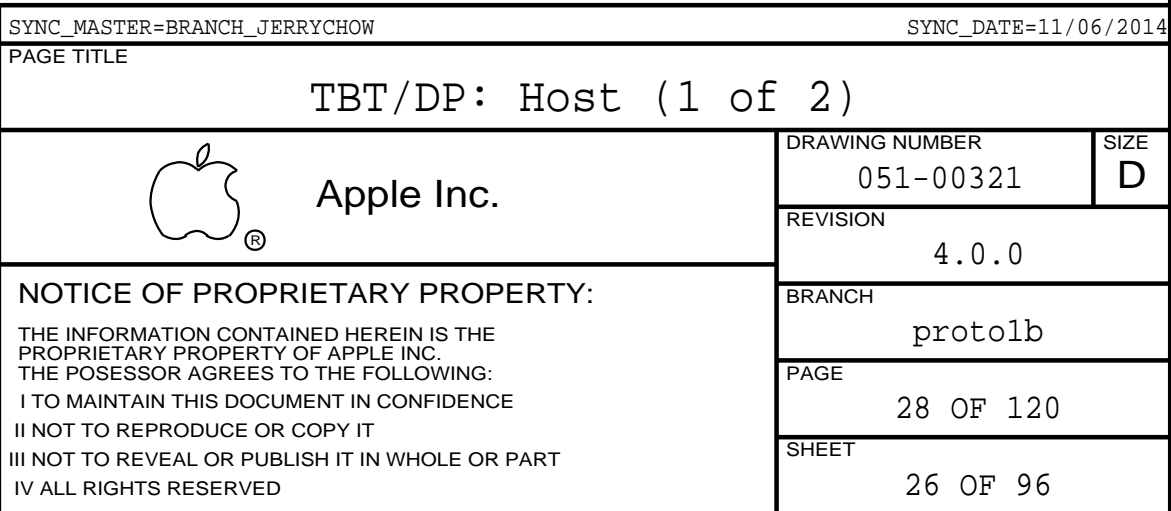 SYNC_MASTER=BRANCH_JERRYCHOW SYNC_DATE=11/06/2014
PAGE TITLE
TBT/DP: Host (1 of 2)
Apple Inc.
®
DRAWING NUMBER
051-00321
SIZE
D
REVISION
4.0.0
NOTICE OF PROPRIETARY PROPERTY:
THE INFORMATION CONTAINED HEREIN IS THE
PROPRIETARY PROPERTY OF APPLE INC.
THE POSESSOR AGREES TO THE FOLLOWING:
I TO MAINTAIN THIS DOCUMENT IN CONFIDENCE
II NOT TO REPRODUCE OR COPY IT
III NOT TO REVEAL OR PUBLISH IT IN WHOLE OR PART
IV ALL RIGHTS RESERVED
BRANCH
proto1b
PAGE
28 OF 120
SHEET
26 OF 96